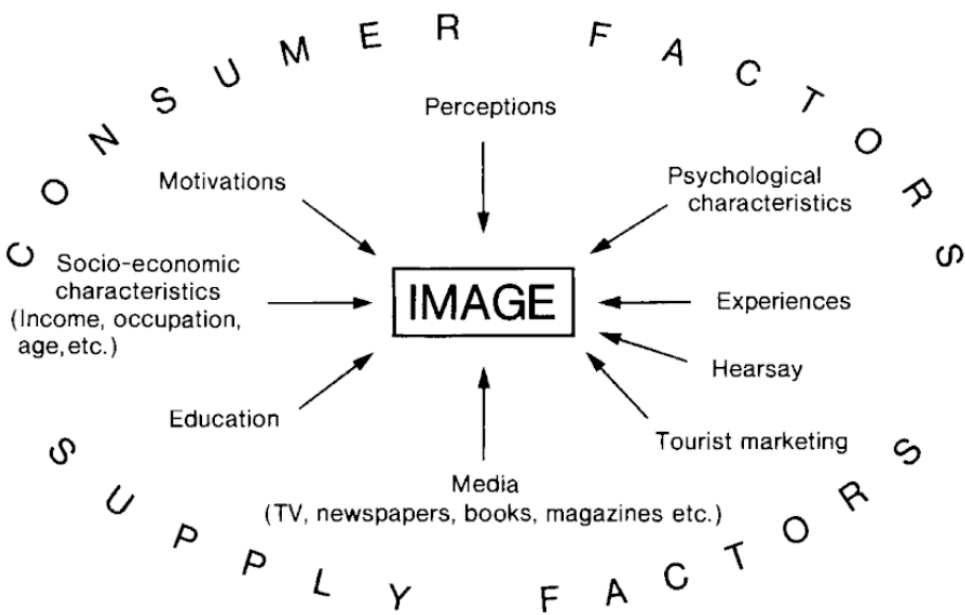 CONSUMER FACTORS
Perceptions
Motivations
Psychological
characteristics
Socio-economic
characteristics
(Income, occupation,
age, etc.)
IMAGE
Experiences
Hearsay
Education
Tourist marketing
Media
(TV, newspapers, books, magazines etc.)
SUPPLY FACTORS